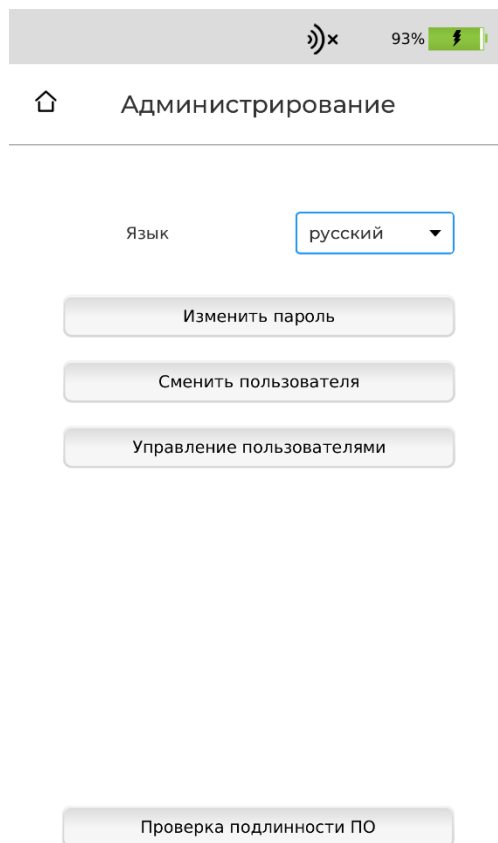 93%
Администрирование
Язык
русский
Изменить пароль
Сменить пользователя
Управление пользователями
Проверка подлинности ПО